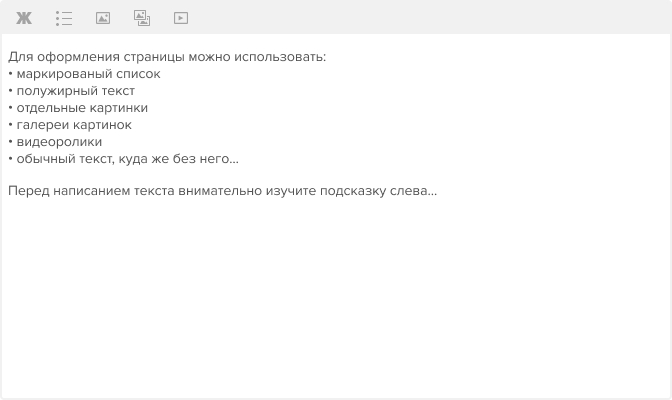 Ж
Для оформления страницы можно использовать:
• маркированый список
• полужирный текст
• отдельные картинки
• галереи картинок
• видеоролики
• обычный текст, куда же без него...
Перед написанием текста внимательно изучите подсказку слева...